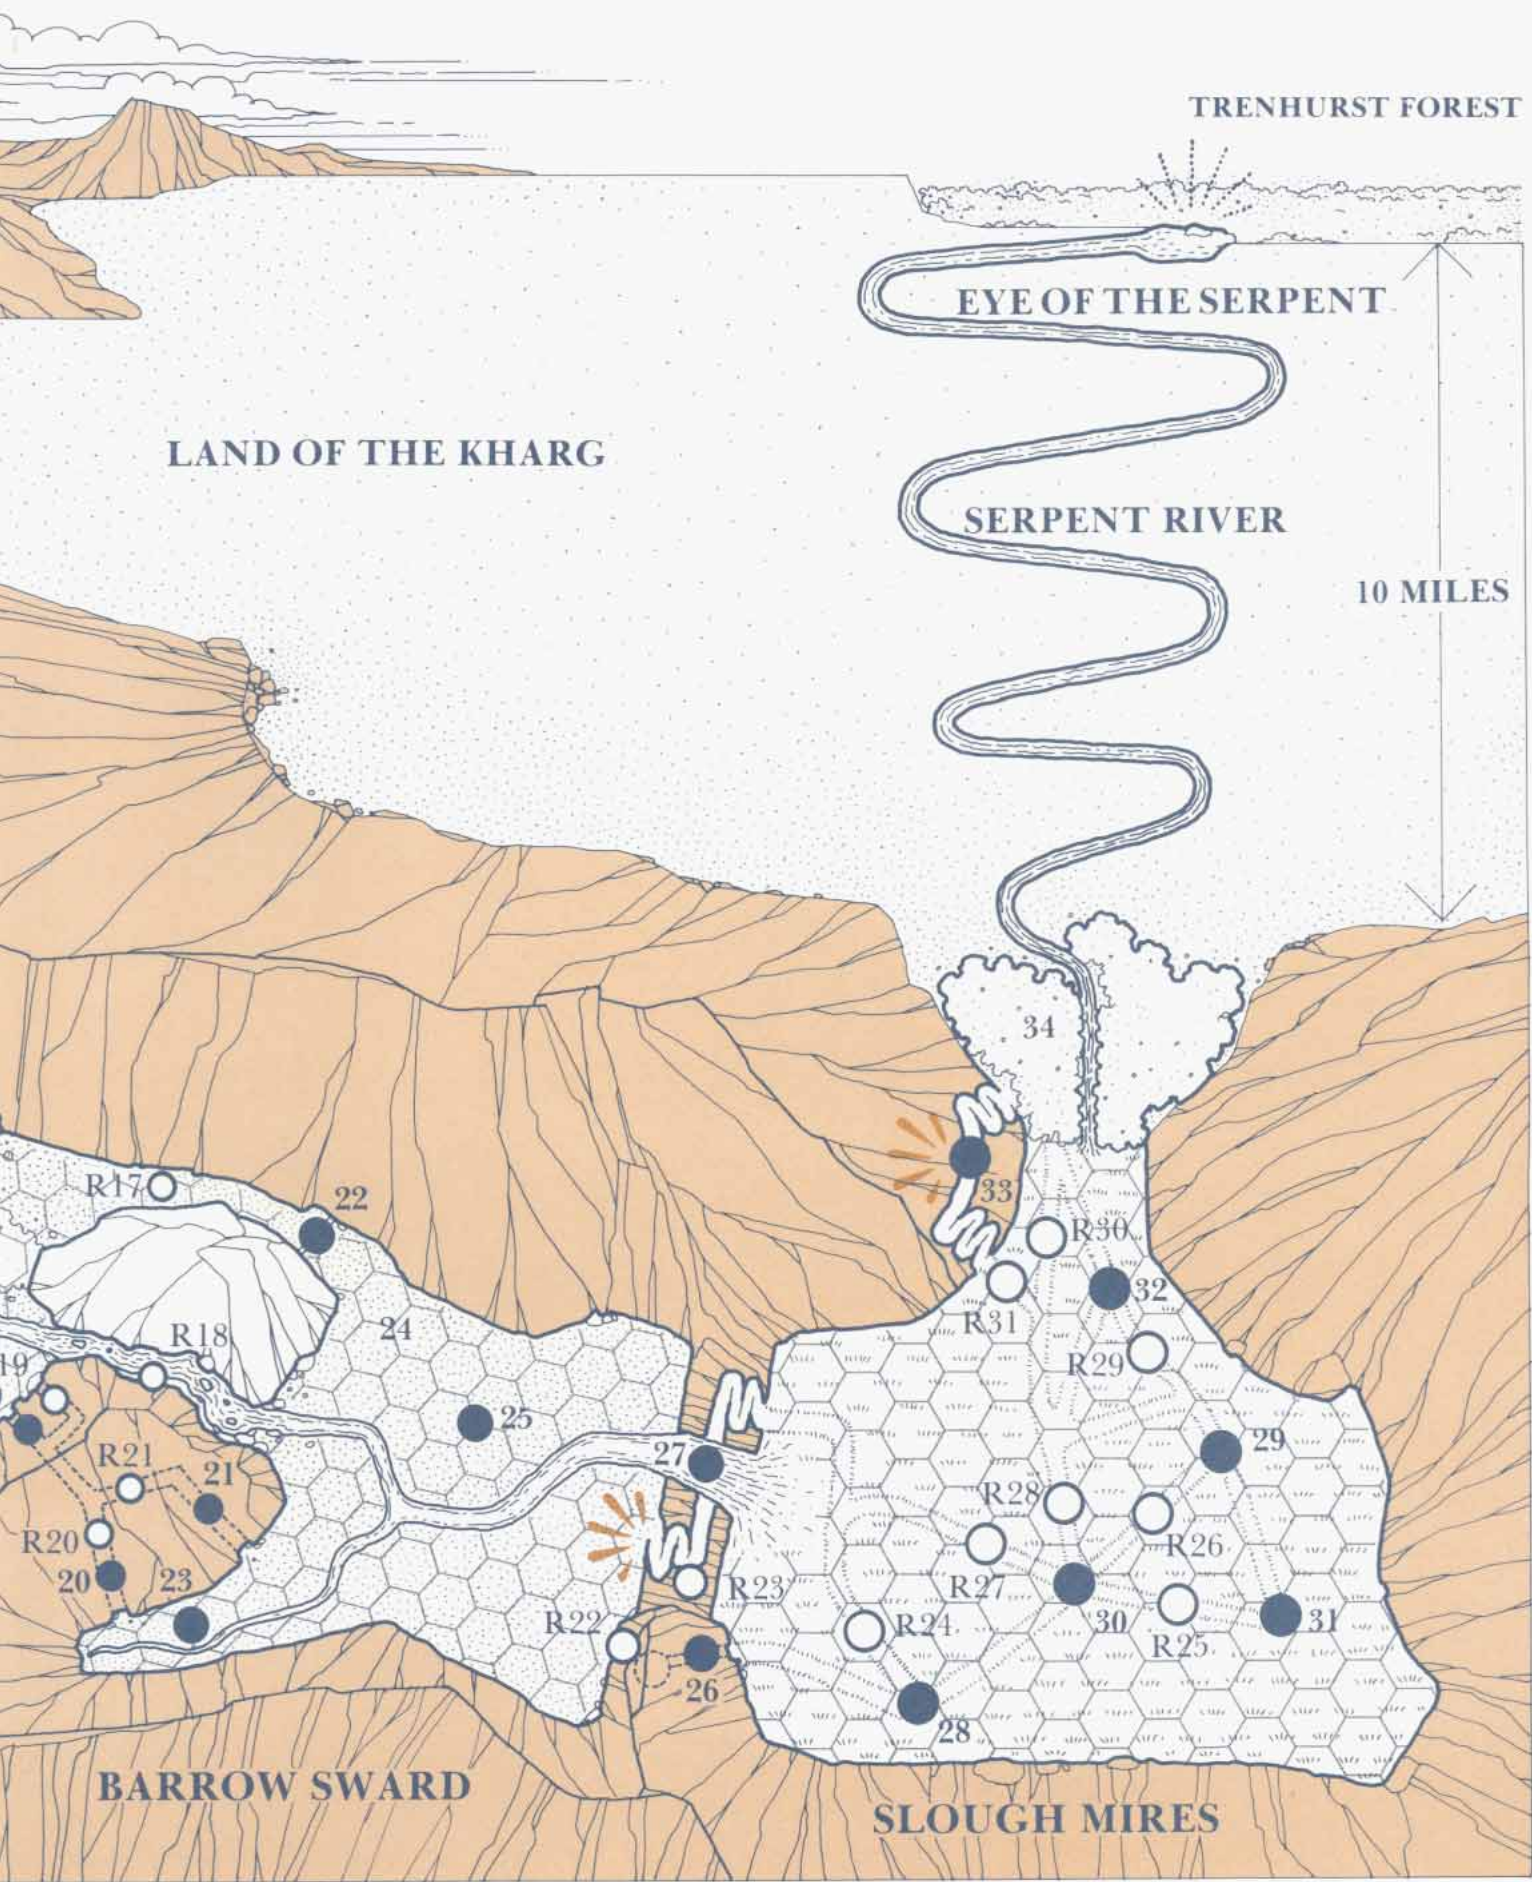 TRENHURST FOREST
EYE OF THE SERPENT
LAND OF THE KHARG
SERPENT RIVER
10 MILES
34
R17
22
33
R30
32
R31
R29
24
R18
19
25
27
29
R21
21
R28
R26
R20
20
23
R27
R23
R22
R24
30
R25
31
26
28
BARROW SWARD
SLOUGH MIRES